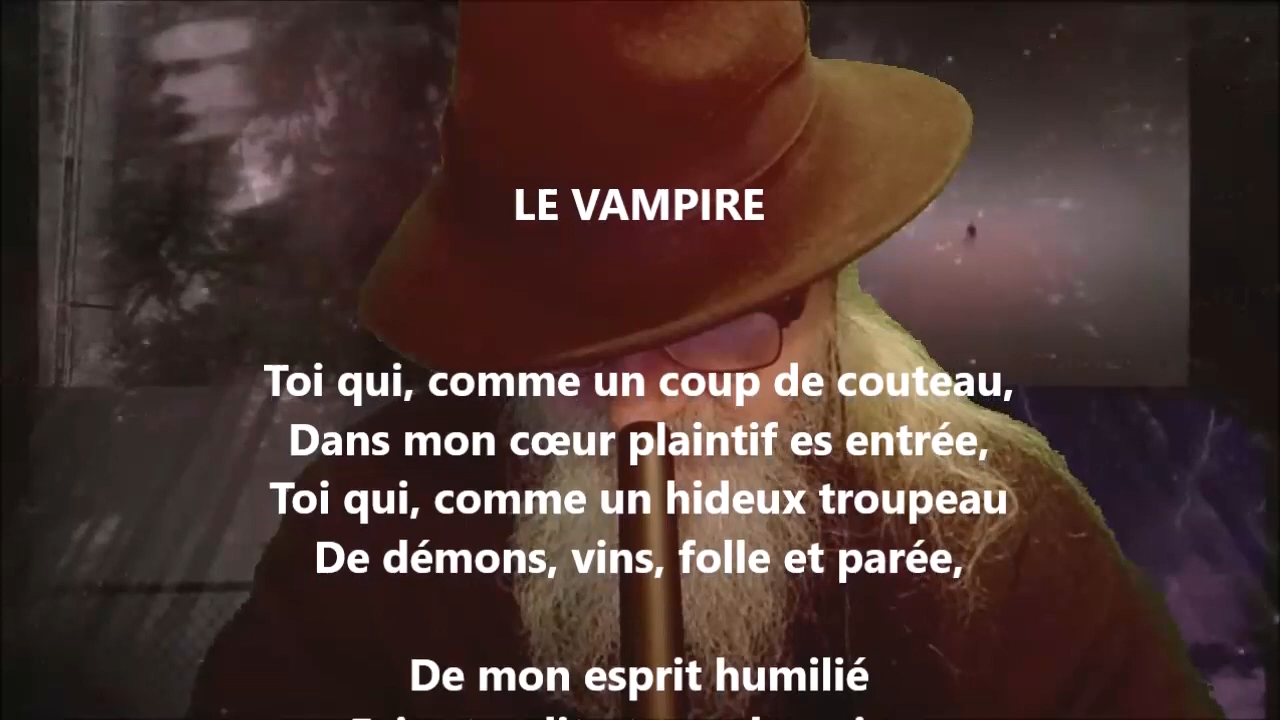 LE VAMPIRE
Toi qui, comme un coup de couteau,
Dans mon cœur plaintif es entrée,
Toi qui, comme un hideux troupeau
De démons, vins, folle et parée,
De mon esprit humilié